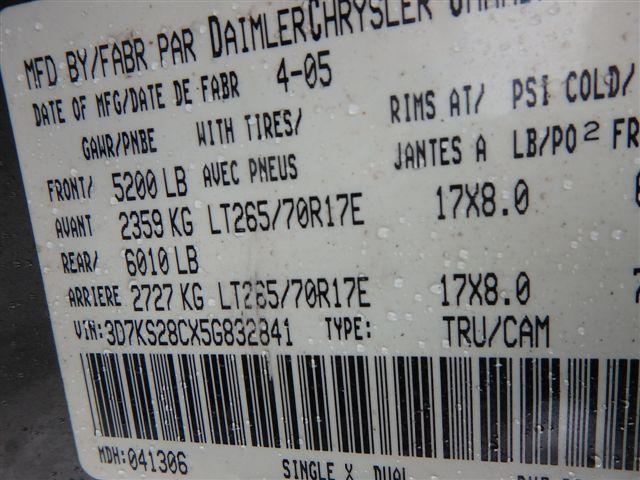 MFD BY/FABR PAR DAIMLERCHRYSLER
DATE OF MFG/DATE DE FABR 4-05
GAWR/PNBE WITH TIRES/ RIMS AT/ PSI COLD/
AVEC PNEUS JANTES A LB/PO2 FR
FRONT/ 5200 LB
AVANT 2359 KG LT265/70R17E 17X8.0
REAR/ 6010 LB
ARRIERE 2727 KG LT265/70R17E 17X8.0
VIN: 3D7KS28CX5G832841 TYPE: TRU/CAM
MDH: 041306 SINGLE X DUAL